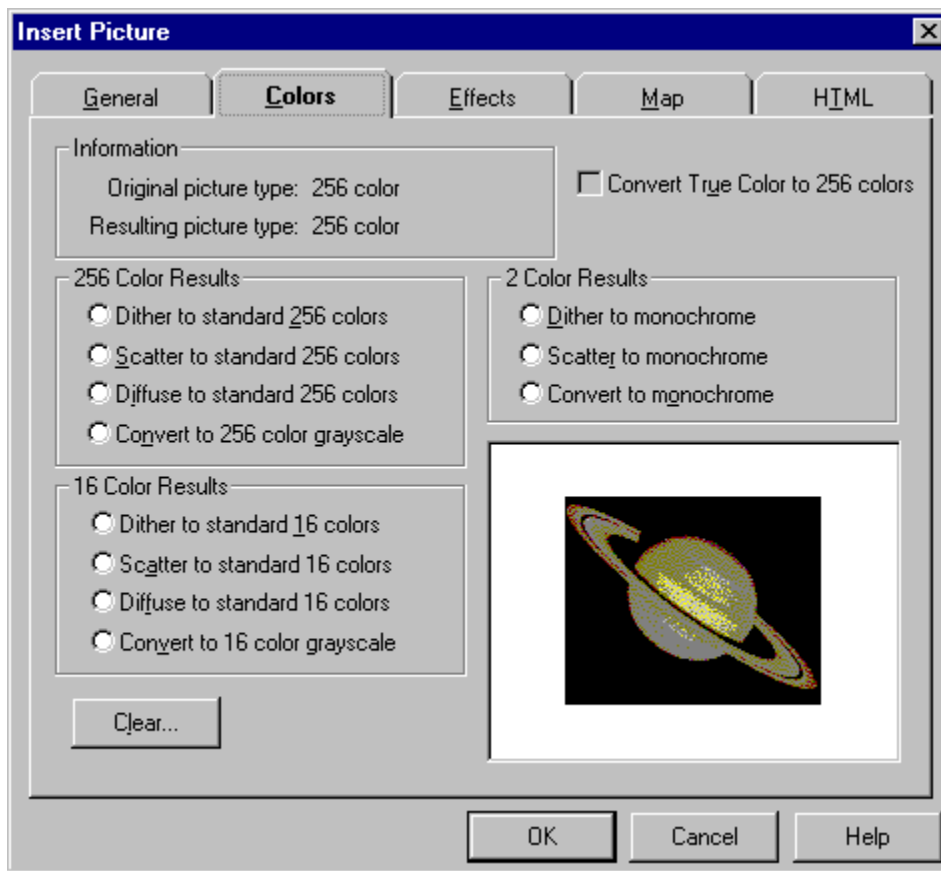 Insert Picture
General
Colors
Effects
Map
HTML
Information
Original picture type: 256 color
Resulting picture type: 256 color
Convert True Color to 256 colors
256 Color Results
Dither to standard 256 colors
Scatter to standard 256 colors
Diffuse to standard 256 colors
Convert to 256 color grayscale
2 Color Results
Dither to monochrome
Scatter to monochrome
Convert to monochrome
16 Color Results
Dither to standard 16 colors
Scatter to standard 16 colors
Diffuse to standard 16 colors
Convert to 16 color grayscale
Clear...
OK
Cancel
Help